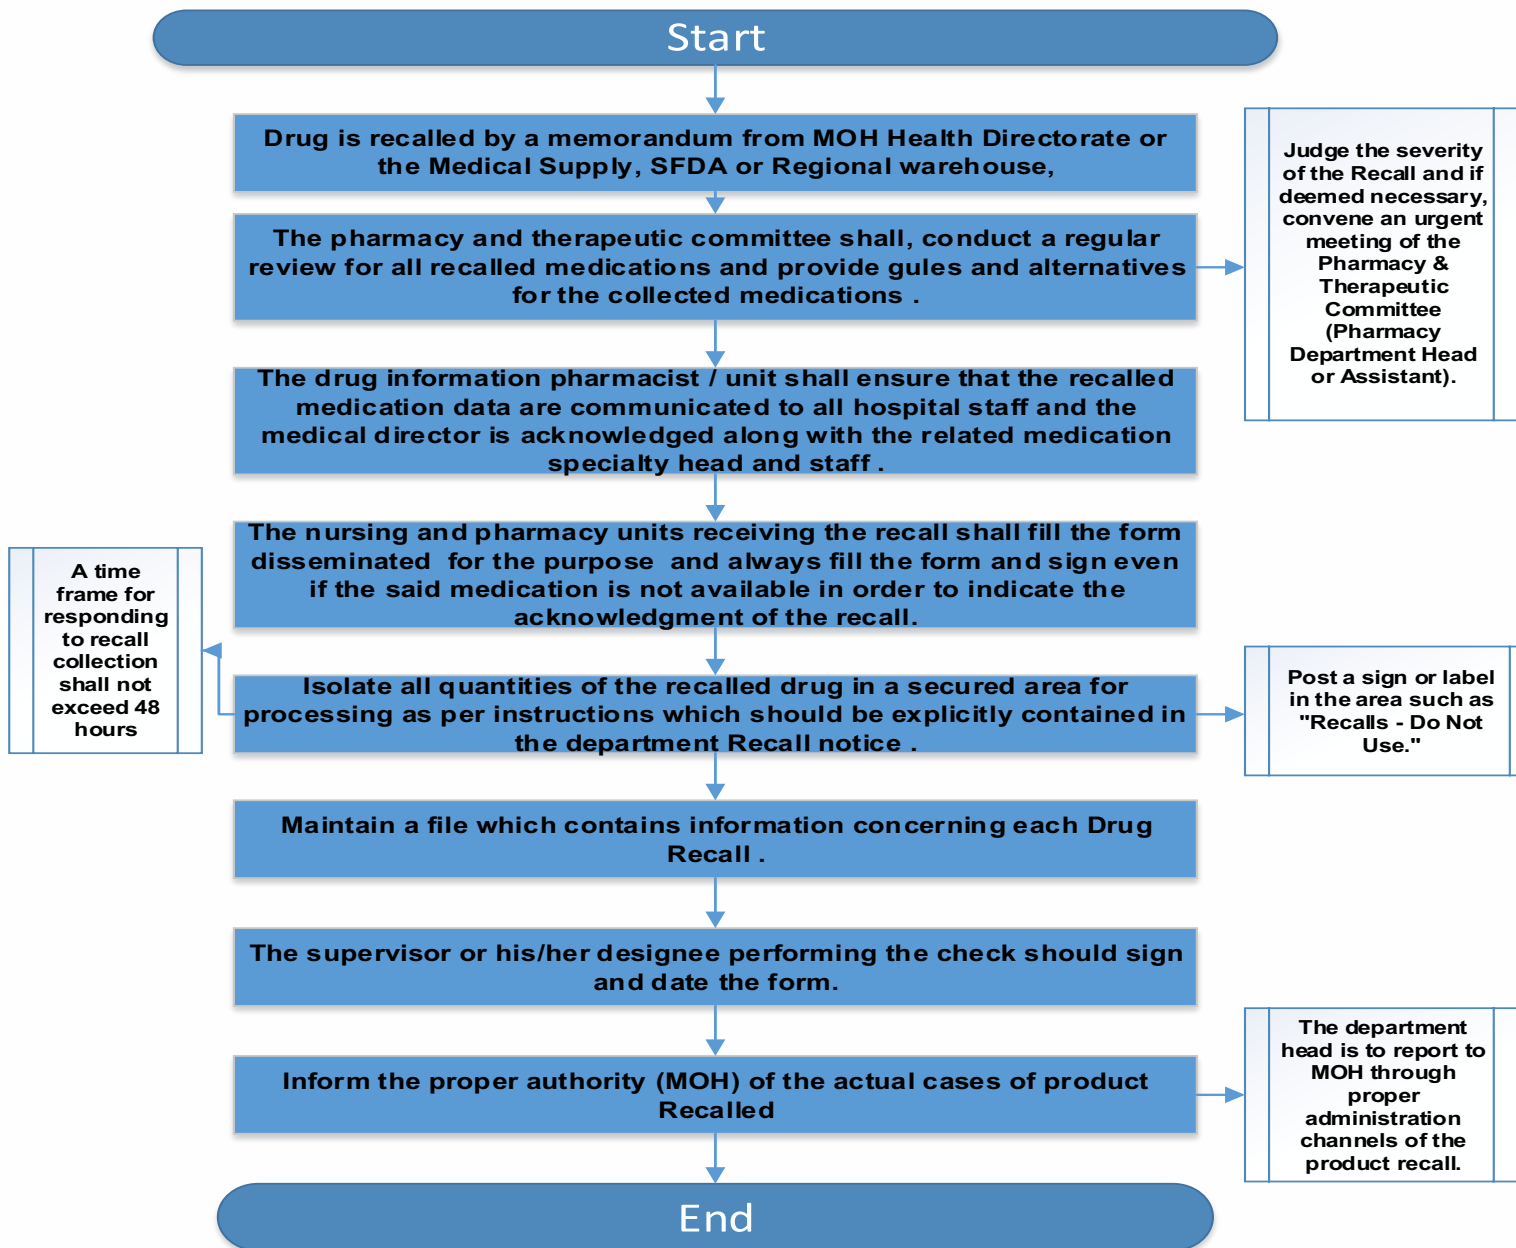 Start
Drug is recalled by a memorandum from MOH Health Directorate or
the Medical Supply, SFDA or Regional warehouse,
The pharmacy and therapeutic committee shall, conduct a regular
review for all recalled medications and provide gules and alternatives
for the collected medications .
Judge the severity
of the Recall and if
deemed necessary,
convene an urgent
meeting of the
Pharmacy &
Therapeutic
Committee
(Pharmacy
Department Head
or Assistant).
The drug information pharmacist / unit shall ensure that the recalled
medication data are communicated to all hospital staff and the
medical director is acknowledged along with the related medication
specialty head and staff .
The nursing and pharmacy units receiving the recall shall fill the form
disseminated for the purpose and always fill the form and sign even
if the said medication is not available in order to indicate the
acknowledgment of the recall.
A time
frame for
responding
to recall
collection
shall not
exceed 48
hours
Isolate all quantities of the recalled drug in a secured area for
processing as per instructions which should be explicitly contained in
the department Recall notice .
Post a sign or label
in the area such as
"Recalls - Do Not
Use."
Maintain a file which contains information concerning each Drug
Recall .
The supervisor or his/her designee performing the check should sign
and date the form.
Inform the proper authority (MOH) of the actual cases of product
Recalled
The department
head is to report to
MOH through
proper
administration
channels of the
product recall.
End